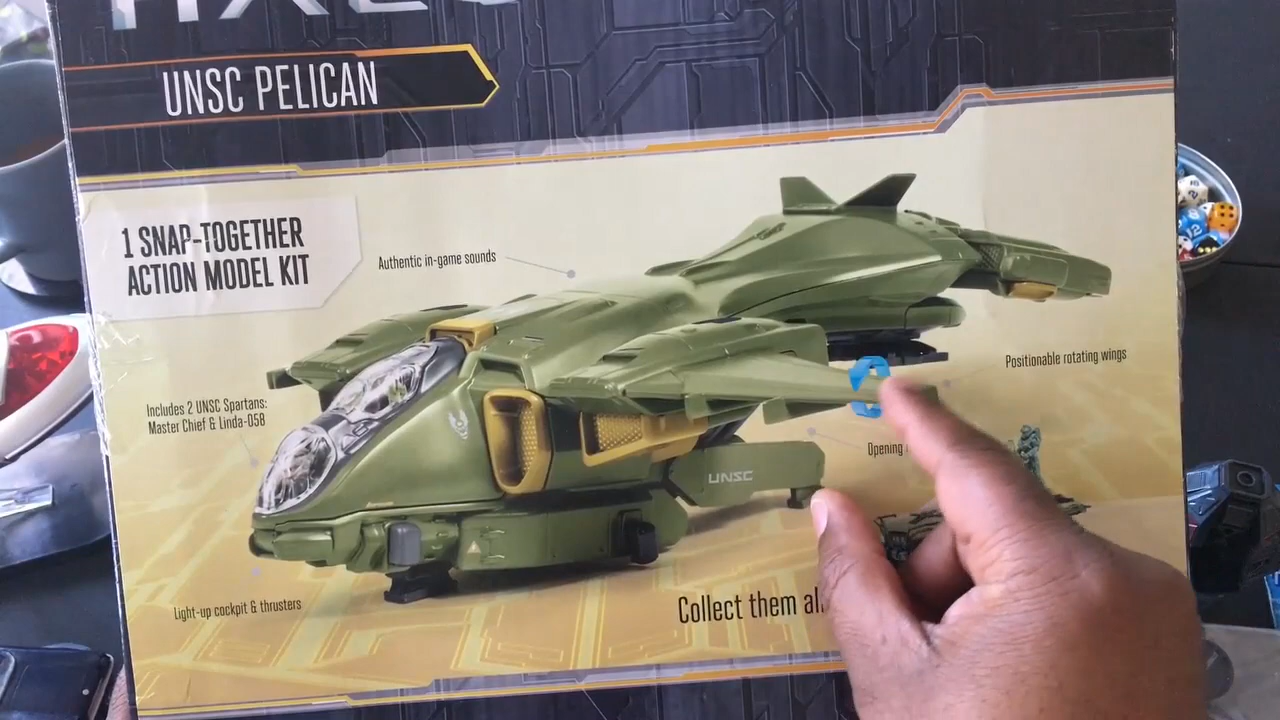 UNSC PELICAN
1 SNAP-TOGETHER
ACTION MODEL KIT
Authentic in-game sounds
Positionable rotating wings
Includes 2 UNSC Spartans:
Master Chief & Linda-058
Opening
UNSC
Light-up cockpit & thrusters
Collect them